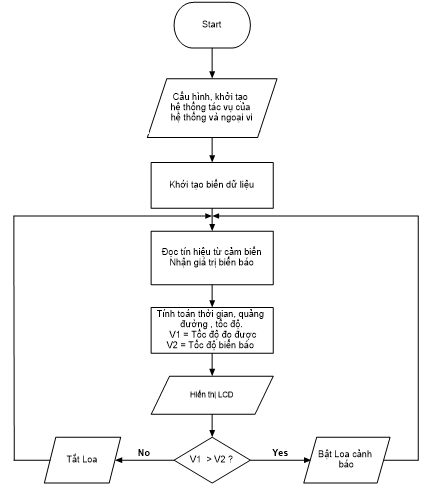 Start
Cấu hình, khởi tạo
hệ thống tác vụ của
hệ thống và ngoại vi
Khởi tạo biến dữ liệu
Đọc tín hiệu từ cảm biến
Nhận giá trị biển báo
Tính toán thời gian, quãng
đường , tốc độ.
V1 = Tốc độ đo được
V2 = Tốc độ biển báo
Hiển thị LCD
V1 > V2 ?
No
Yes
Tắt Loa
Bật Loa cảnh
báo